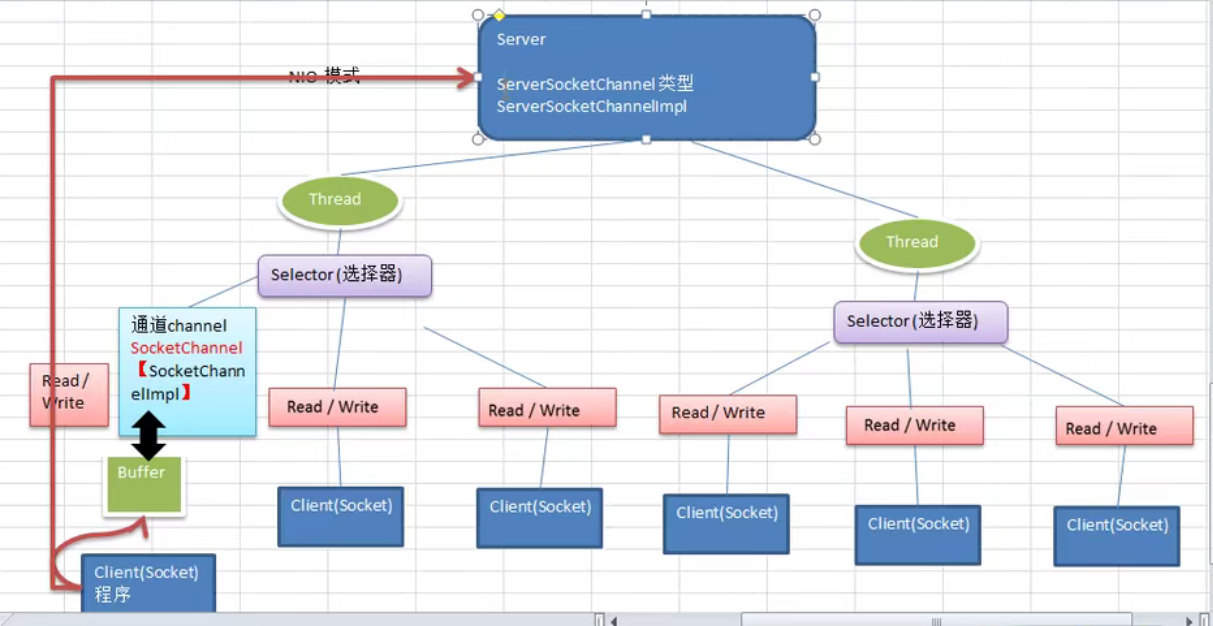 Server
NIO 模式
ServerSocketChannel 类型
ServerSocketChannelImpl
Thread
Thread
Selector(选择器)
Selector(选择器)
通道channel
SocketChannel
【SocketChann
elImpl】
Read /
Write
Read / Write
Read / Write
Read / Write
Read / Write
Read / Write
Buffer
Client(Socket)
Client(Socket)
Client(Socket)
Client(Socket)
Client(Socket)
Client(Socket)
程序